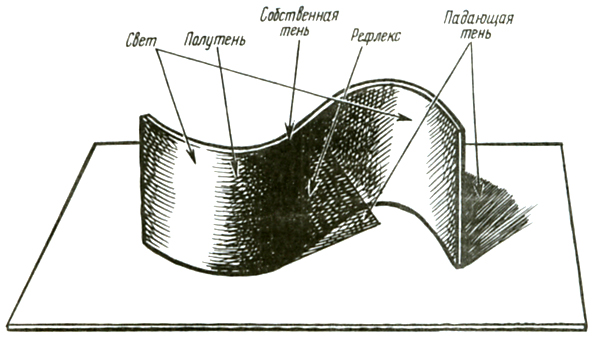 Свет
Полутень
Собственная
тень
Рефлекс
Падающая
тень